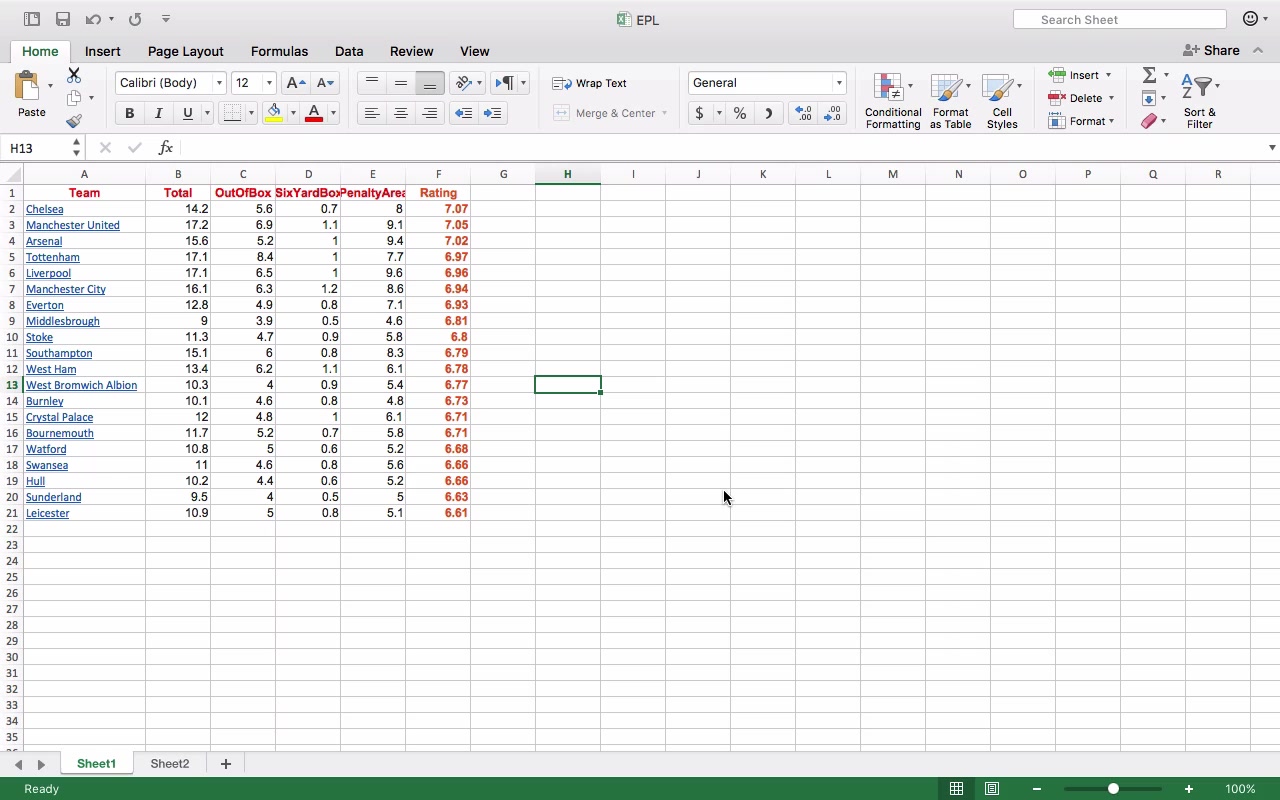 EPL
Search Sheet
Home Insert Page Layout Formulas Data Review View
Share
Paste
Calibri (Body) 12 A A
B I U A
Wrap Text
Merge & Center
General
$ % .0 .00 .00 .0
Conditional Formatting
Format as Table
Cell Styles
Insert
Delete
Format
Sort & Filter
H13 fx
A B C D E F G H I J K L M N O P Q R
1 Team Total OutOfBox SixYardBox PenaltyArea Rating
2 Chelsea 14.2 5.6 0.7 8 7.07
3 Manchester United 17.2 6.9 1.1 9.1 7.05
4 Arsenal 15.6 5.2 1 9.4 7.02
5 Tottenham 17.1 8.4 1 7.7 6.97
6 Liverpool 17.1 6.5 1 9.6 6.96
7 Manchester City 16.1 6.3 1.2 8.6 6.94
8 Everton 12.8 4.9 0.8 7.1 6.93
9 Middlesbrough 9 3.9 0.5 4.6 6.81
10 Stoke 11.3 4.7 0.9 5.8 6.8
11 Southampton 15.1 6 0.8 8.3 6.79
12 West Ham 13.4 6.2 1.1 6.1 6.78
13 West Bromwich Albion 10.3 4 0.9 5.4 6.77
14 Burnley 10.1 4.6 0.8 4.8 6.73
15 Crystal Palace 12 4.8 1 6.1 6.71
16 Bournemouth 11.7 5.2 0.7 5.8 6.71
17 Watford 10.8 5 0.6 5.2 6.68
18 Swansea 11 4.6 0.8 5.6 6.66
19 Hull 10.2 4.4 0.6 5.2 6.66
20 Sunderland 9.5 4 0.5 5 6.63
21 Leicester 10.9 5 0.8 5.1 6.61
22
23
24
25
26
27
28
29
30
31
32
33
34
35
Sheet1 Sheet2 +
Ready 100%